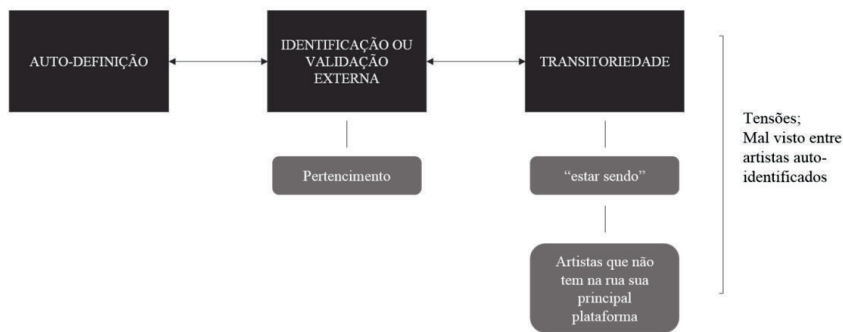 AUTO-DEFINIÇÃO
IDENTIFICAÇÃO OU
VALIDAÇÃO
EXTERNA
TRANSITORIEDADE
Pertencimento
“estar sendo”
Artistas que não
tem na rua sua
principal
plataforma
Tensões;
Mal visto entre
artistas auto-
identificados